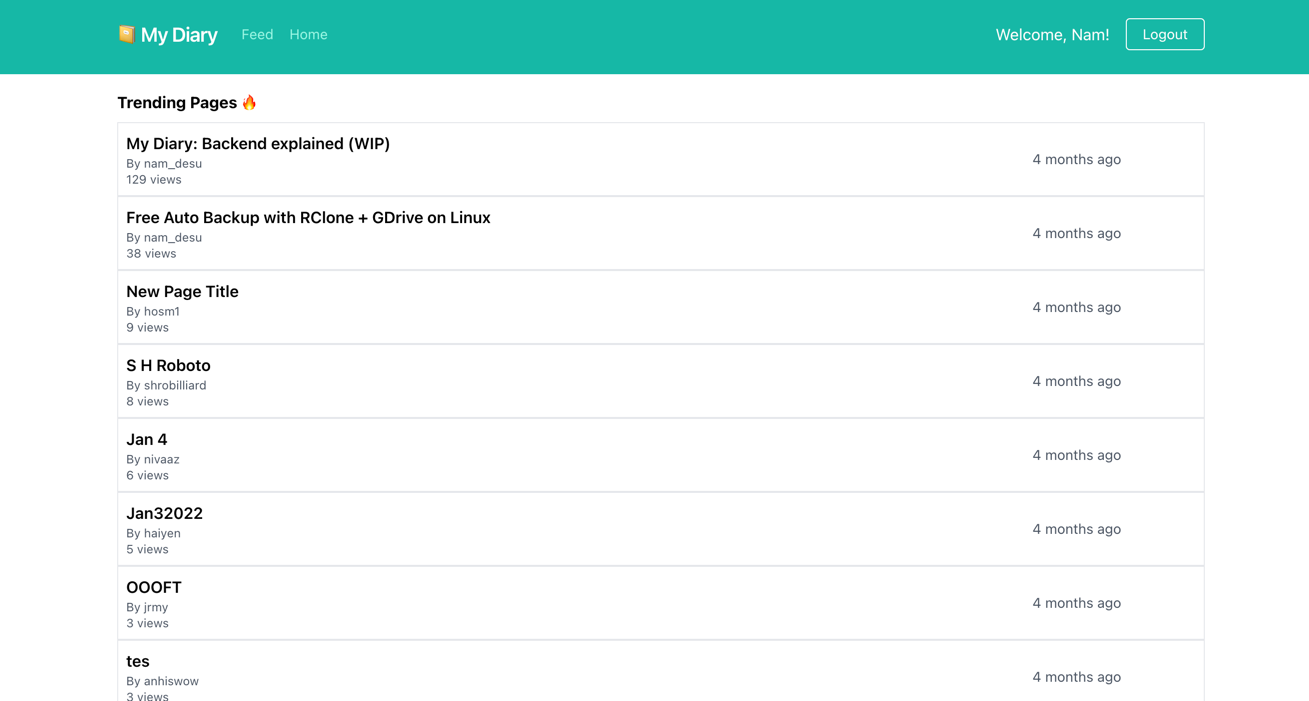 My Diary Feed Home Welcome, Nam! Logout
Trending Pages 🔥
My Diary: Backend explained (WIP)
By nam_desu
129 views
4 months ago
Free Auto Backup with RClone + GDrive on Linux
By nam_desu
38 views
4 months ago
New Page Title
By hosm1
9 views
4 months ago
S H Roboto
By shrobilliard
8 views
4 months ago
Jan 4
By nivaaz
6 views
4 months ago
Jan32022
By haiyen
5 views
4 months ago
OOOFT
By jrmy
3 views
4 months ago
tes
By anhiswow
3 views
4 months ago